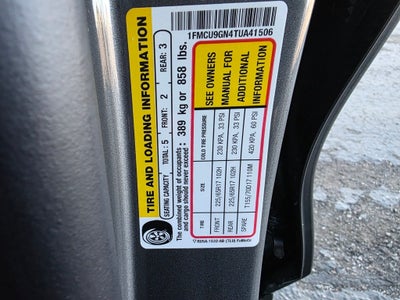 1FMCU9GN4TUA41506
TIRE AND LOADING INFORMATION
SEATING CAPACITY TOTAL: 5 FRONT: 2 REAR: 3
The combined weight of occupants
and cargo should never exceed: 389 kg or 858 lbs.
TIRE SIZE COLD TIRE PRESSURE
FRONT 225/65R17 102H 230 KPA, 33 PSI
REAR 225/65R17 102H 230 KPA, 33 PSI
SPARE T155/70D17 110M 420 KPA, 60 PSI
SEE OWNERS
MANUAL FOR
ADDITIONAL
INFORMATION